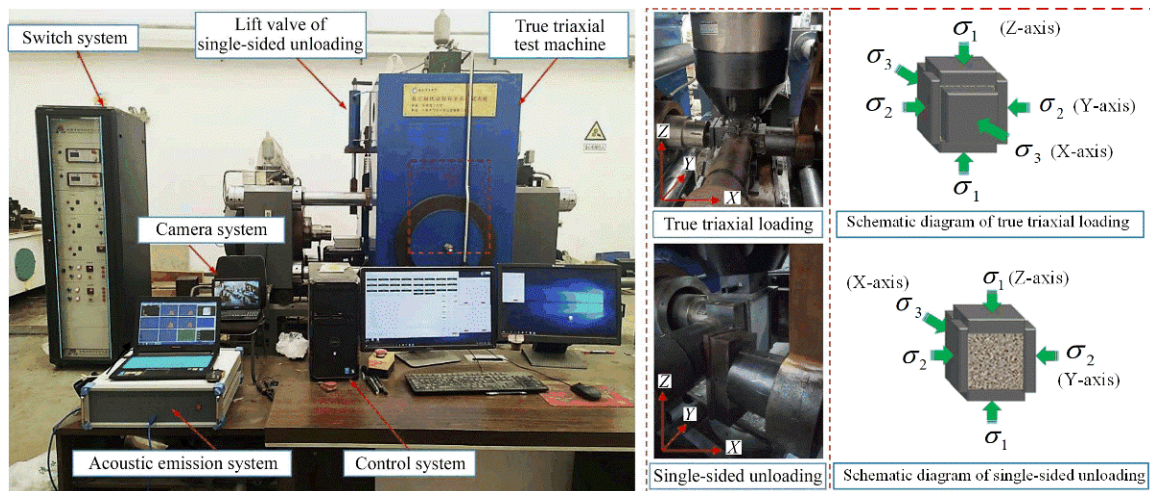 Switch system
Lift valve of
single-sided unloading
True triaxial
test machine
Camera system
Acoustic emission system
Control system
Z
Y
X
True triaxial loading
σ₁ (Z-axis)
σ₃
σ₂
σ₂ (Y-axis)
σ₃ (X-axis)
σ₁
Schematic diagram of true triaxial loading
Z
Y
X
Single-sided unloading
(X-axis)
σ₁ (Z-axis)
σ₃
σ₂
σ₂
(Y-axis)
σ₁
Schematic diagram of single-sided unloading